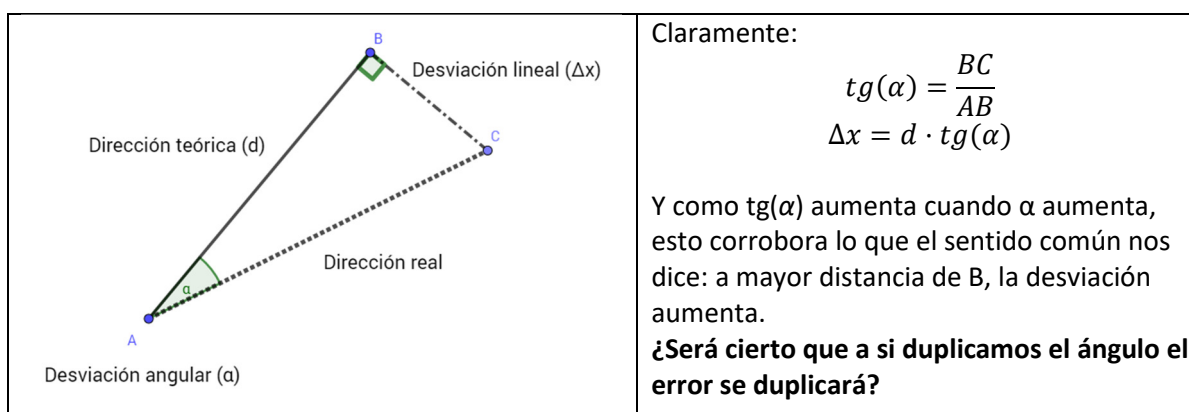 B
Desviación lineal (Δx)
Dirección teórica (d)
C
Dirección real
α
A
Desviación angular (α)
Claramente:
tg(α) = BC / AB
Δx = d · tg(α)
Y como tg(α) aumenta cuando α aumenta,
esto corrobora lo que el sentido común nos
dice: a mayor distancia de B, la desviación
aumenta.
¿Será cierto que a si duplicamos el ángulo el
error se duplicará?